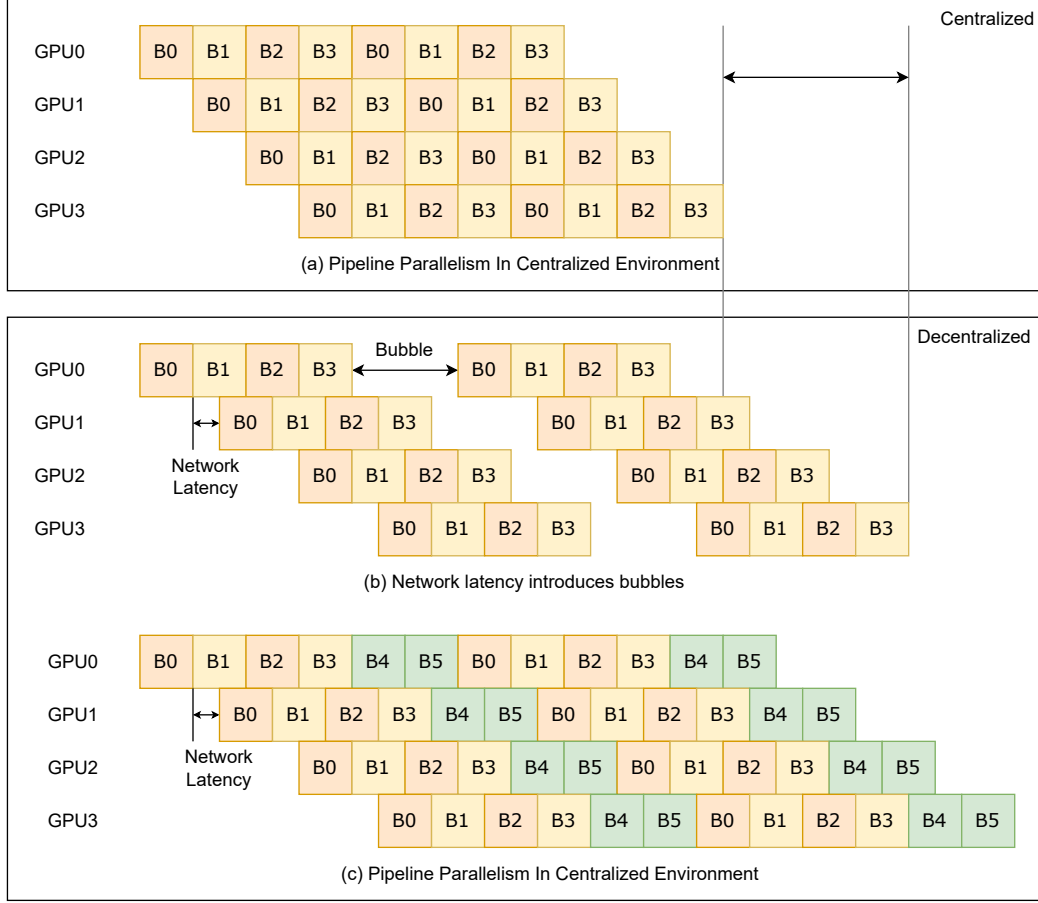 Centralized
GPU0 B0 B1 B2 B3 B0 B1 B2 B3
GPU1 B0 B1 B2 B3 B0 B1 B2 B3
GPU2 B0 B1 B2 B3 B0 B1 B2 B3
GPU3 B0 B1 B2 B3 B0 B1 B2 B3
(a) Pipeline Parallelism In Centralized Environment
Decentralized
Bubble
GPU0 B0 B1 B2 B3 B0 B1 B2 B3
GPU1 B0 B1 B2 B3 B0 B1 B2 B3
Network
Latency
GPU2 B0 B1 B2 B3 B0 B1 B2 B3
GPU3 B0 B1 B2 B3 B0 B1 B2 B3
(b) Network latency introduces bubbles
GPU0 B0 B1 B2 B3 B4 B5 B0 B1 B2 B3 B4 B5
GPU1 B0 B1 B2 B3 B4 B5 B0 B1 B2 B3 B4 B5
Network
Latency
GPU2 B0 B1 B2 B3 B4 B5 B0 B1 B2 B3 B4 B5
GPU3 B0 B1 B2 B3 B4 B5 B0 B1 B2 B3 B4 B5
(c) Pipeline Parallelism In Centralized Environment